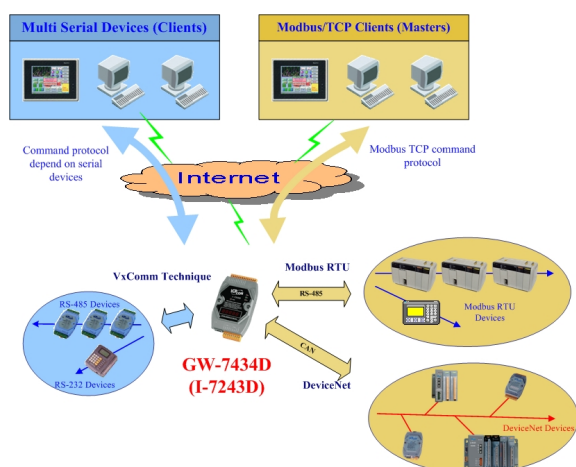 Multi Serial Devices (Clients)
Modbus/TCP Clients (Masters)
Command protocol
depend on serial
devices
Modbus TCP command
protocol
Internet
VxComm Technique
Modbus RTU
RS-485
RS-485 Devices
RS-232 Devices
Modbus RTU
Devices
GW-7434D
(I-7243D)
CAN
DeviceNet
DeviceNet Devices